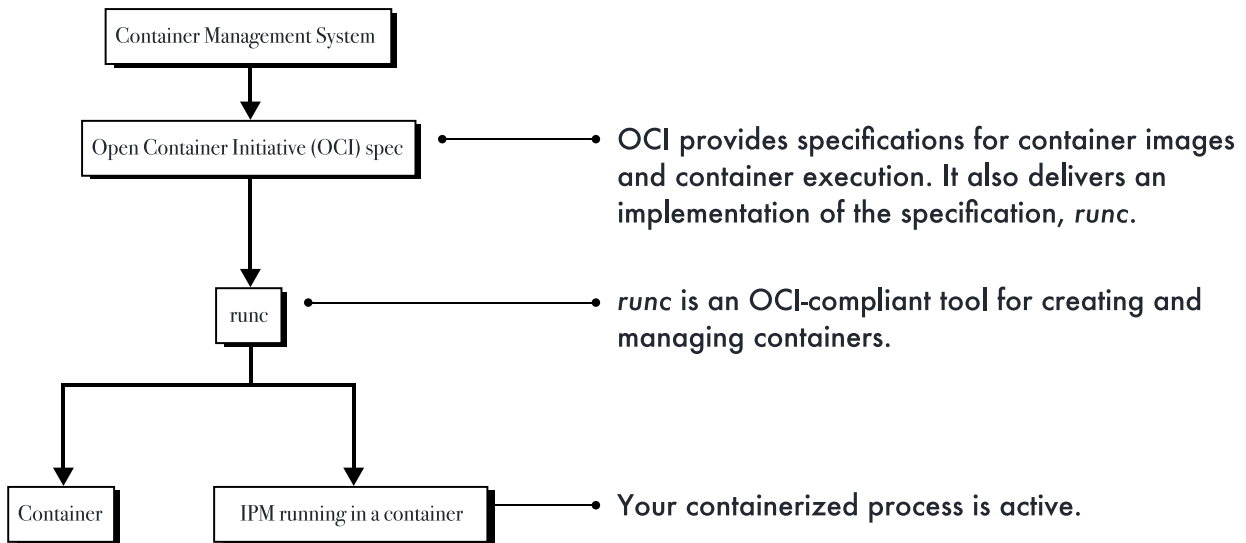 Container Management System
Open Container Initiative (OCI) spec
OCI provides specifications for container images
and container execution. It also delivers an
implementation of the specification, runc.
runc
runc is an OCI-compliant tool for creating and
managing containers.
Container
IPM running in a container
Your containerized process is active.